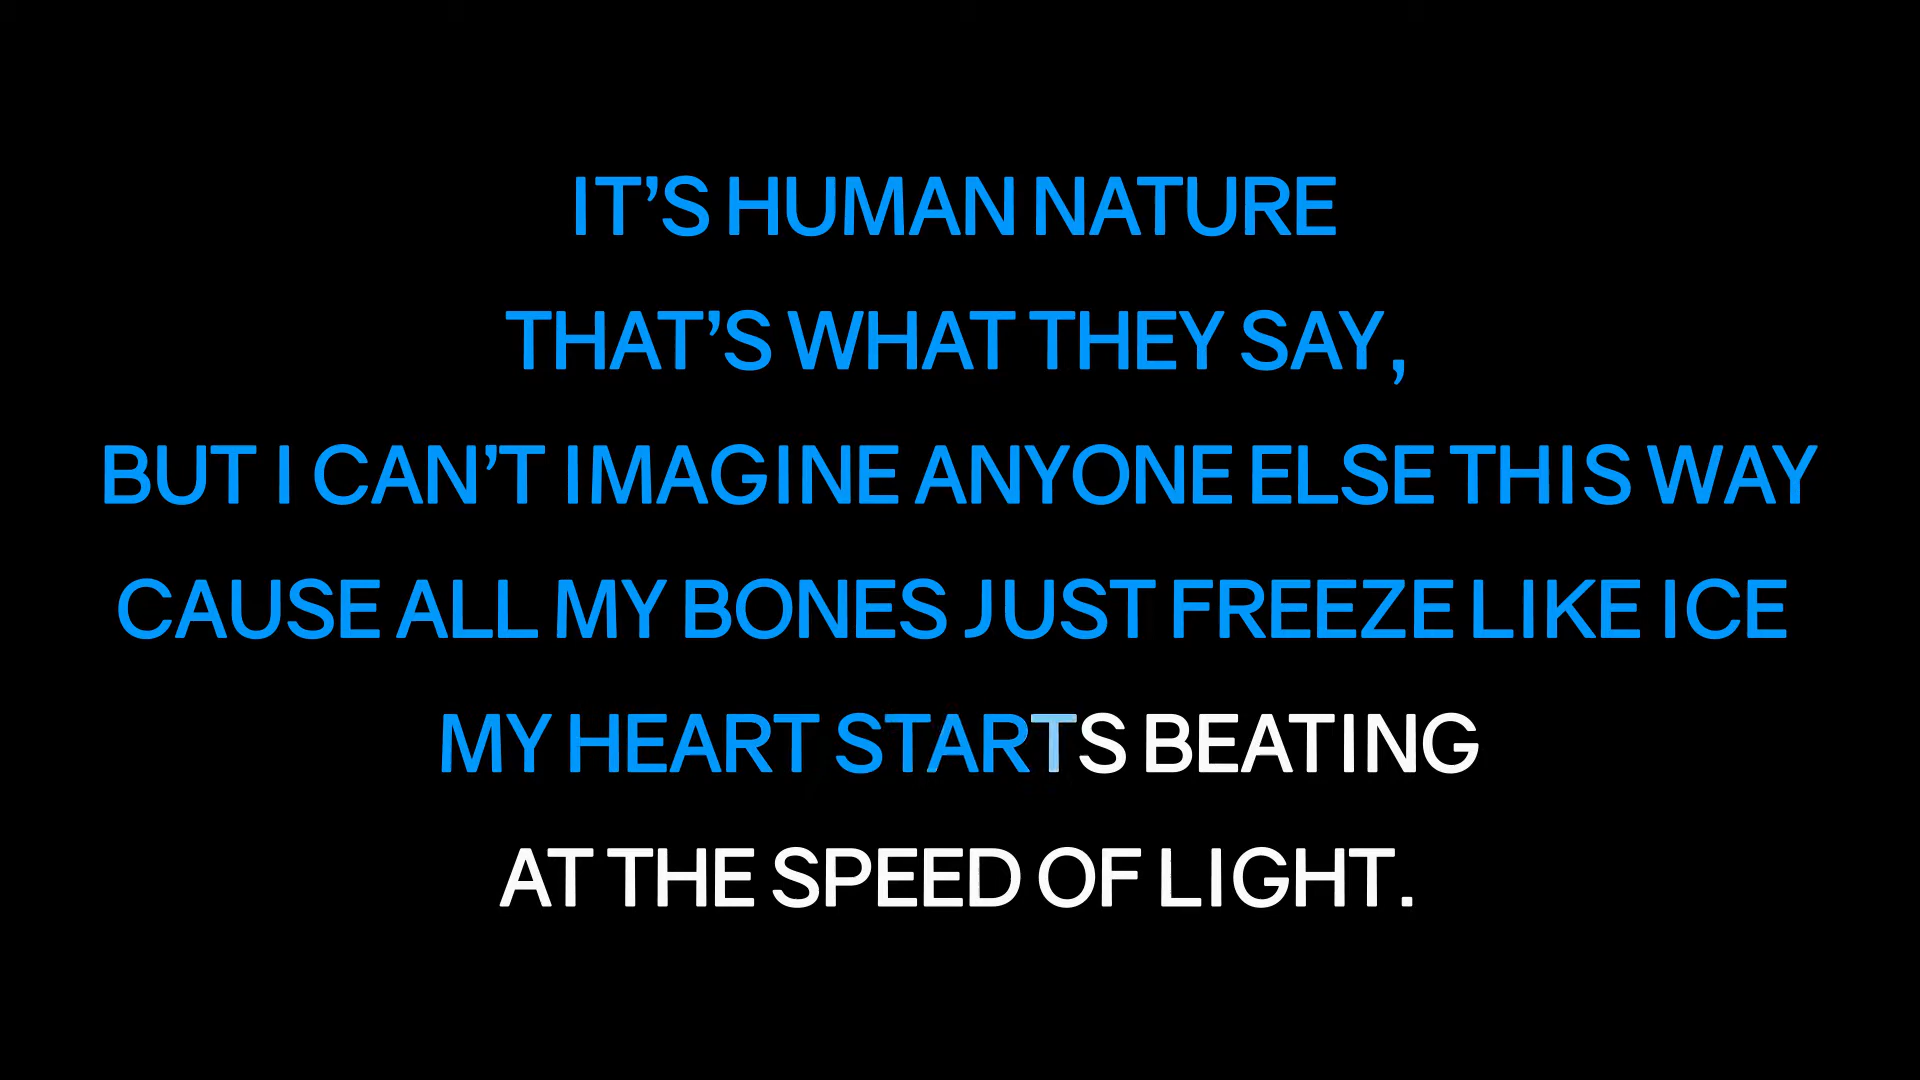 IT’S HUMAN NATURE
THAT’S WHAT THEY SAY,
BUT I CAN’T IMAGINE ANYONE ELSE THIS WAY
CAUSE ALL MY BONES JUST FREEZE LIKE ICE
MY HEART STARTS BEATING
AT THE SPEED OF LIGHT.